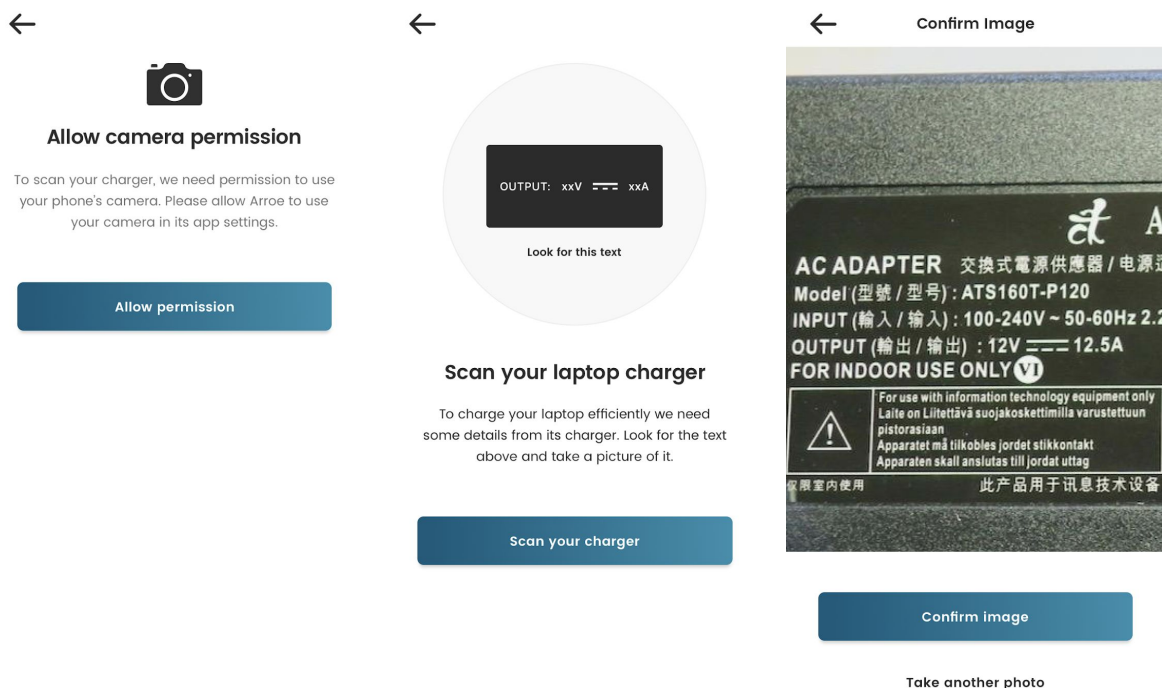 Allow camera permission
To scan your charger, we need permission to use
your phone's camera. Please allow Arroe to use
your camera in its app settings.
Allow permission
OUTPUT: xxV xxA
Look for this text
Scan your laptop charger
To charge your laptop efficiently we need
some details from its charger. Look for the text
above and take a picture of it.
Scan your charger
Confirm Image
AC ADAPTER 交換式電源供應器 / 电源
Model (型號 / 型号) : ATS160T-P120
INPUT (輸入 / 输入) : 100-240V ~ 50-60Hz
OUTPUT (輸出 / 输出) : 12V ⎓ 12.5A
FOR INDOOR USE ONLY VI
For use with information technology equipment only
Laite on Liitettävä suojakoskettimilla varustettuun
pistorasiaan
Apparatet må tilkobles jordet stikkontakt
Apparaten skall anslutas till jordat uttag
仅限室内使用 此产品用于讯息技术设备
Confirm image
Take another photo